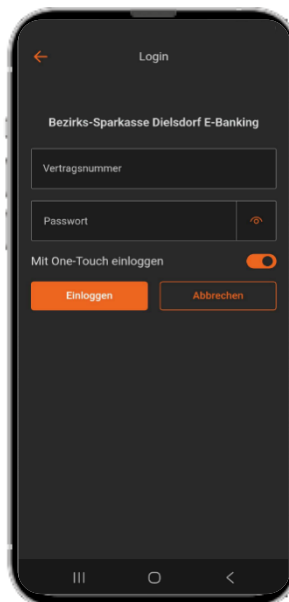 Login
Bezirks-Sparkasse Dielsdorf E-Banking
Vertragsnummer
Passwort
Mit One-Touch einloggen
Einloggen
Abbrechen